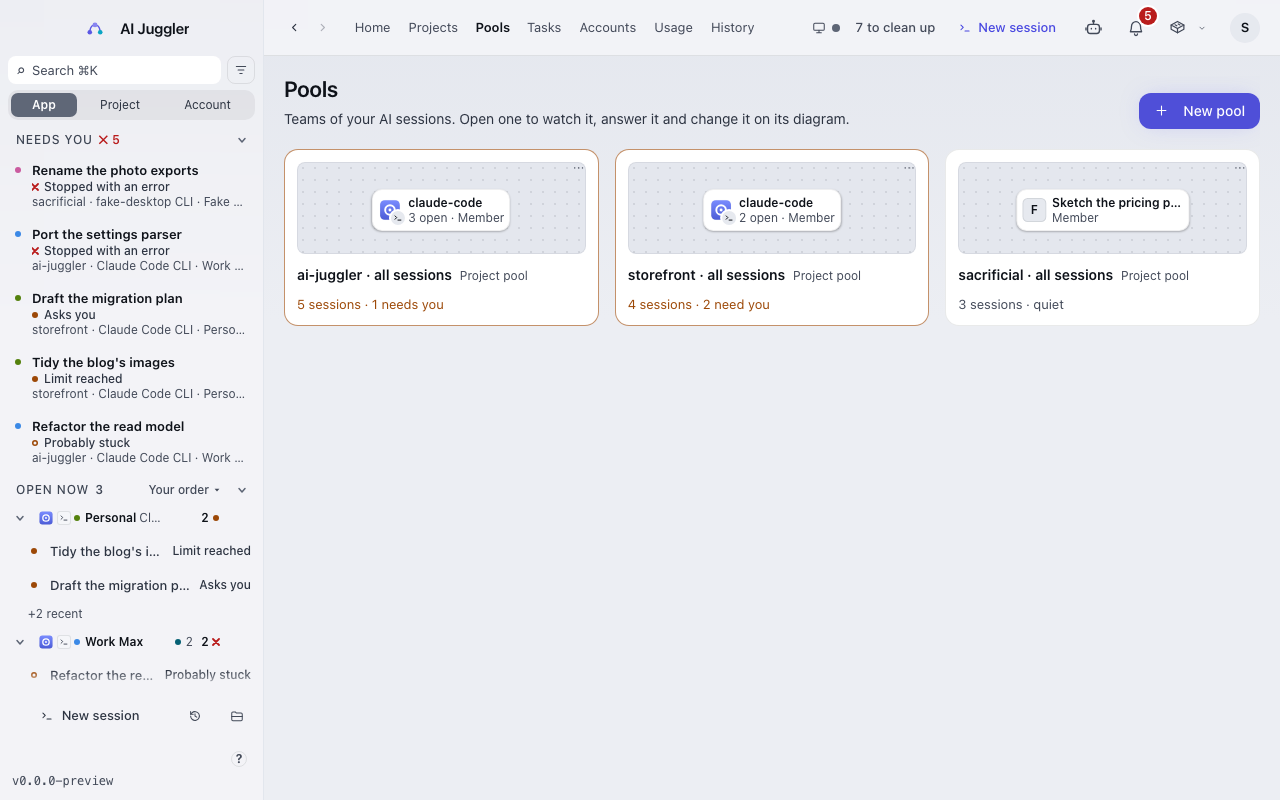 AI Juggler
Search ⌘K
App Project Account
NEEDS YOU 5
Rename the photo exports
Stopped with an error
sacrificial · fake-desktop CLI · Fake ...
Port the settings parser
Stopped with an error
ai-juggler · Claude Code CLI · Work ...
Draft the migration plan
Asks you
storefront · Claude Code CLI · Perso...
Tidy the blog's images
Limit reached
storefront · Claude Code CLI · Perso...
Refactor the read model
Probably stuck
ai-juggler · Claude Code CLI · Work ...
OPEN NOW 3 Your order
Personal Cl... 2
Tidy the blog's i... Limit reached
Draft the migration p... Asks you
+2 recent
Work Max 2 2
Refactor the re... Probably stuck
New session
?
v0.0.0-preview
Home Projects Pools Tasks Accounts Usage History 7 to clean up New session 5 S
Pools
Teams of your AI sessions. Open one to watch it, answer it and change it on its diagram.
+ New pool
claude-code
3 open · Member
ai-juggler · all sessions Project pool
5 sessions · 1 needs you
claude-code
2 open · Member
storefront · all sessions Project pool
4 sessions · 2 need you
F
Sketch the pricing p...
Member
sacrificial · all sessions Project pool
3 sessions · quiet